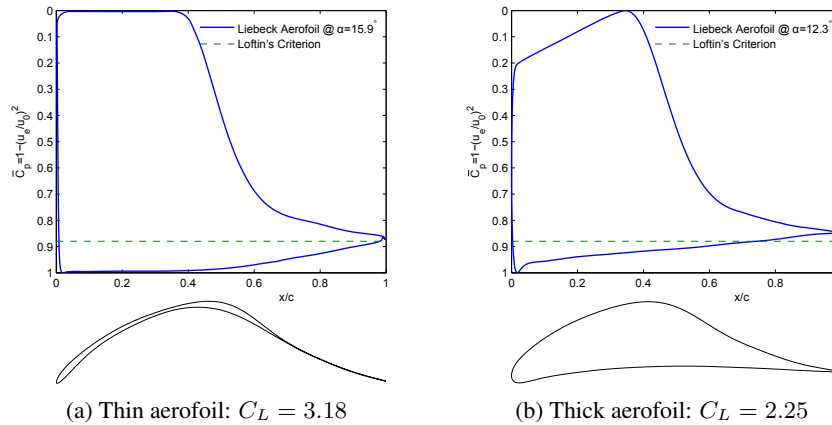 Liebeck Aerofoil @ α=15.9°
Loftin's Criterion
C̄p=1−(ue/u0)²
0
0.1
0.2
0.3
0.4
0.5
0.6
0.7
0.8
0.9
1
0 0.2 0.4 0.6 0.8 1
x/c
(a) Thin aerofoil: CL = 3.18
Liebeck Aerofoil @ α=12.3°
Loftin's Criterion
C̄p=1−(ue/u0)²
0
0.1
0.2
0.3
0.4
0.5
0.6
0.7
0.8
0.9
1
0 0.2 0.4 0.6 0.8
x/c
(b) Thick aerofoil: CL = 2.25